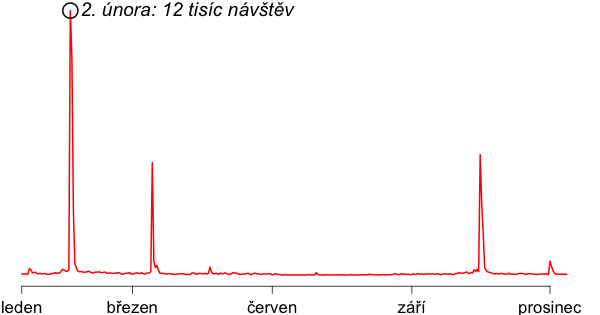 2. února: 12 tisíc návštěv
leden březen červen září prosinec